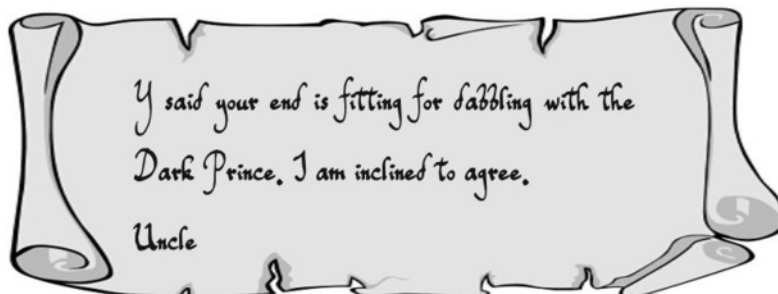 Y said your end is fitting for dabbling with the
Dark Prince. I am inclined to agree.
Uncle